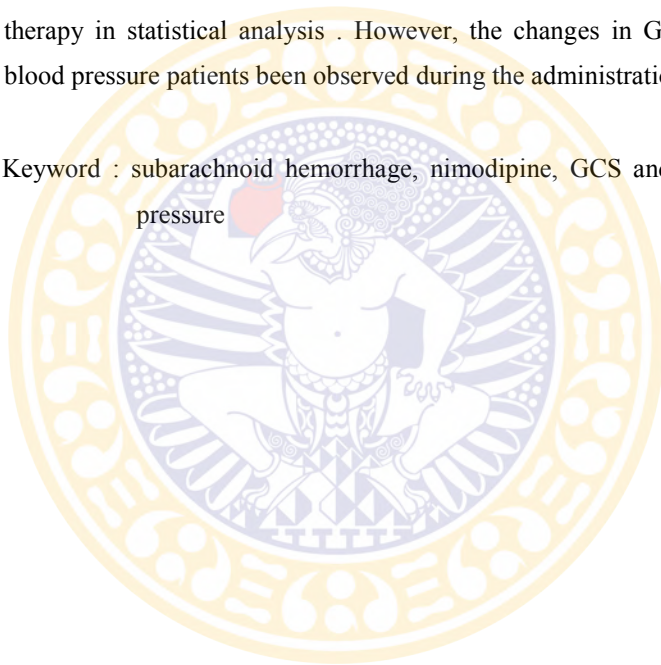 therapy in statistical analysis . However, the changes in G
blood pressure patients been observed during the administratio
Keyword : subarachnoid hemorrhage, nimodipine, GCS and
pressure